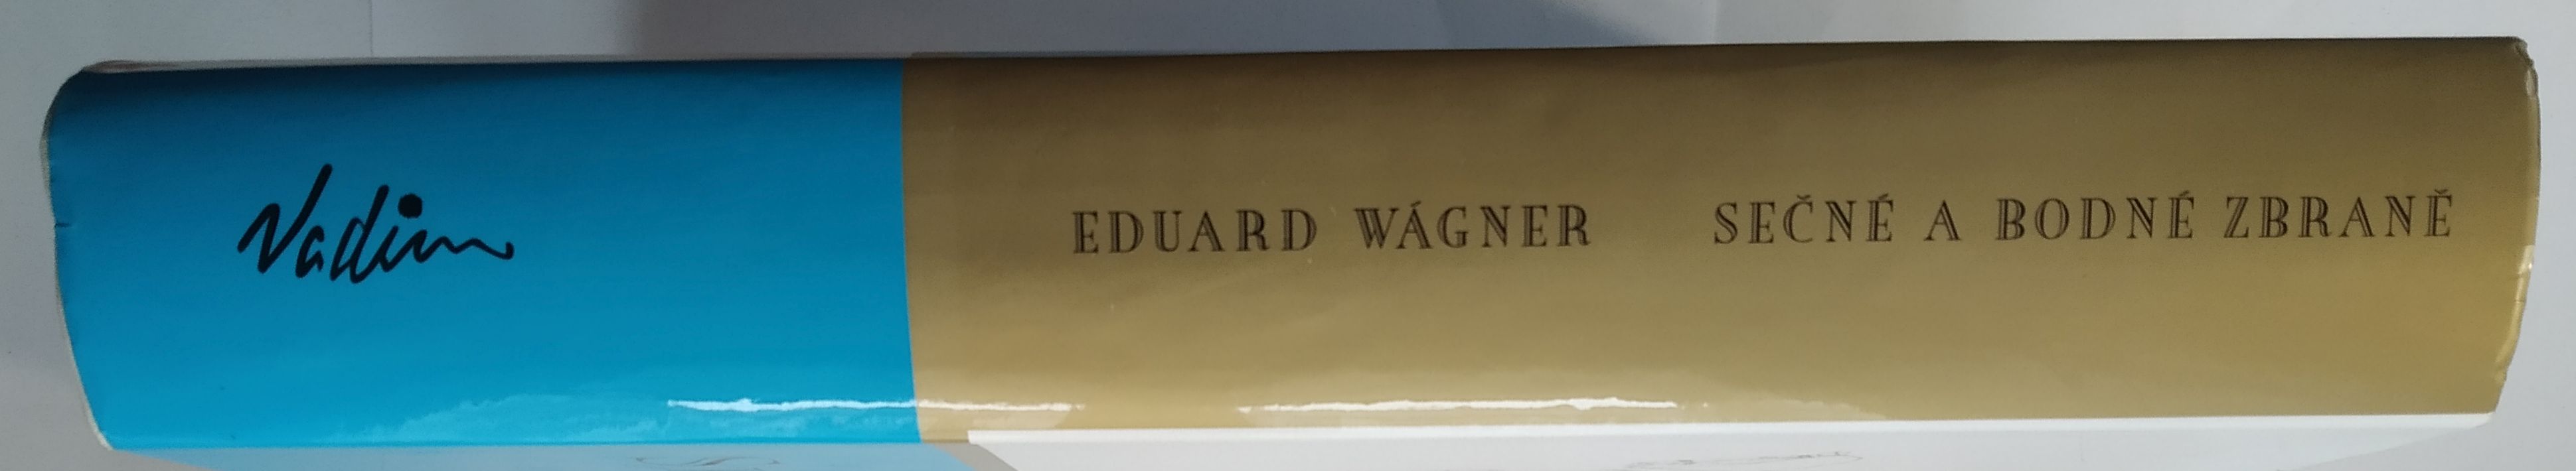 Vadim
EDUARD WÁGNER SEČNÉ A BODNÉ ZBRANĚ